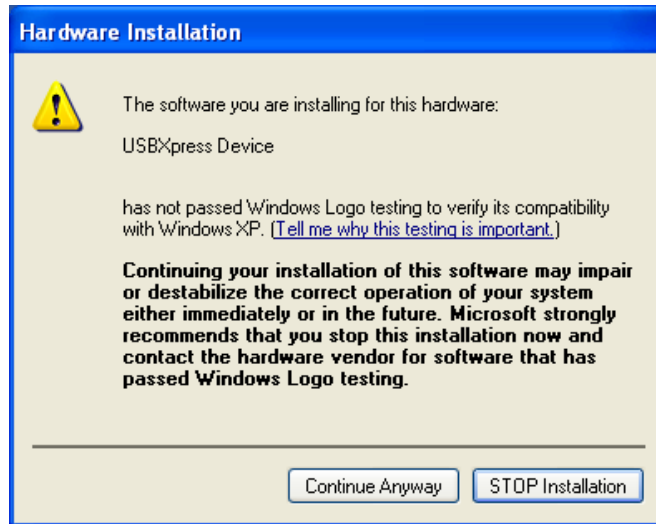 Hardware Installation
The software you are installing for this hardware:
USBXpress Device
has not passed Windows Logo testing to verify its compatibility
with Windows XP. (Tell me why this testing is important.)
Continuing your installation of this software may impair
or destabilize the correct operation of your system
either immediately or in the future. Microsoft strongly
recommends that you stop this installation now and
contact the hardware vendor for software that has
passed Windows Logo testing.
Continue Anyway
STOP Installation